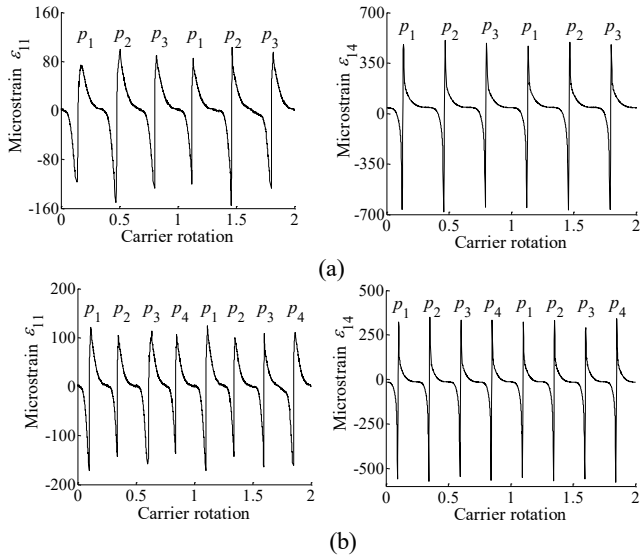 Microstrain ε11
160
80
0
-80
-160
p1 p2 p3 p1 p2 p3
0 0.5 1 1.5 2
Carrier rotation
Microstrain ε14
700
350
0
-350
-700
p1 p2 p3 p1 p2 p3
0 0.5 1 1.5 2
Carrier rotation
(a)
Microstrain ε11
200
100
0
-100
-200
p1 p2 p3 p4 p1 p2 p3 p4
0 0.5 1 1.5 2
Carrier rotation
Microstrain ε14
500
250
0
-250
-500
p1 p2 p3 p4 p1 p2 p3 p4
0 0.5 1 1.5 2
Carrier rotation
(b)